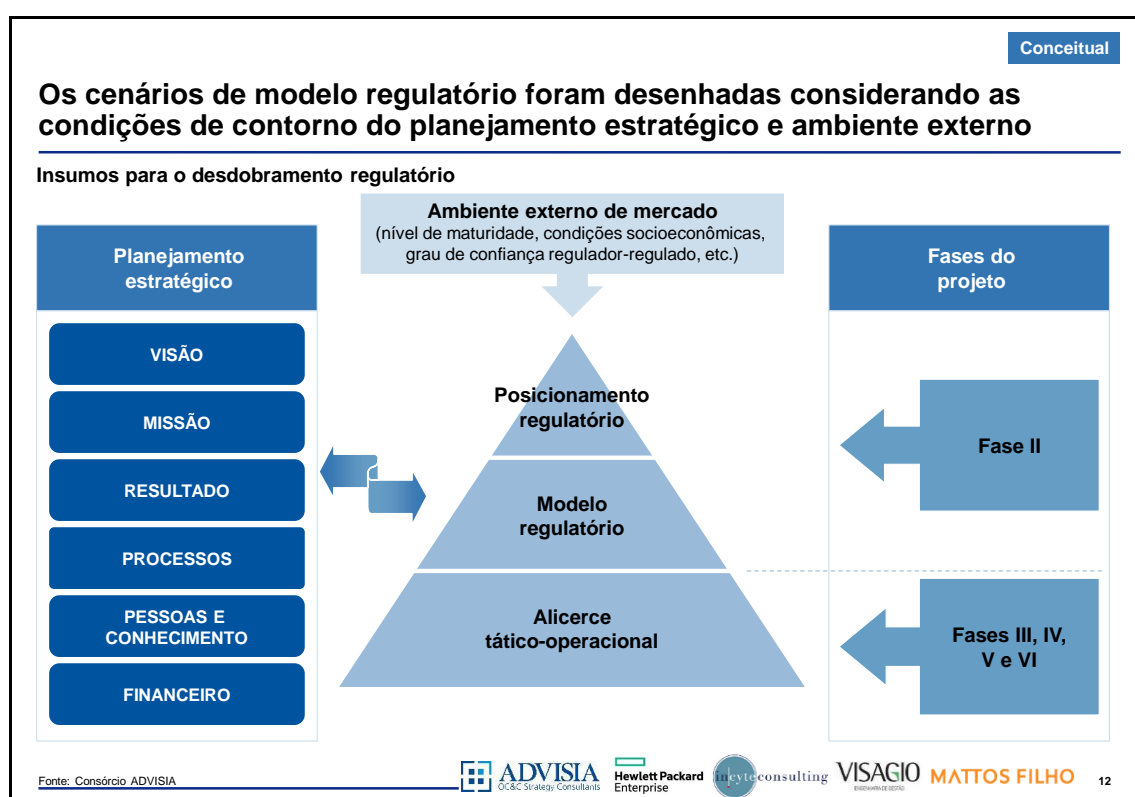 Conceitual
Os cenários de modelo regulatório foram desenhadas considerando as
condições de contorno do planejamento estratégico e ambiente externo
Insumos para o desdobramento regulatório
Ambiente externo de mercado
(nível de maturidade, condições socioeconômicas,
grau de confiança regulador-regulado, etc.)
Planejamento
estratégico
VISÃO
MISSÃO
RESULTADO
PROCESSOS
PESSOAS E
CONHECIMENTO
FINANCEIRO
Posicionamento
regulatório
Modelo
regulatório
Alicerce
tático-operacional
Fases do
projeto
Fase II
Fases III, IV,
V e VI
Fonte: Consórcio ADVISIA
ADVISIA
OC&C Strategy Consultants
Hewlett Packard
Enterprise
incyteconsulting
VISAGIO
ENGENHARIA DE GESTÃO
MATTOS FILHO
12